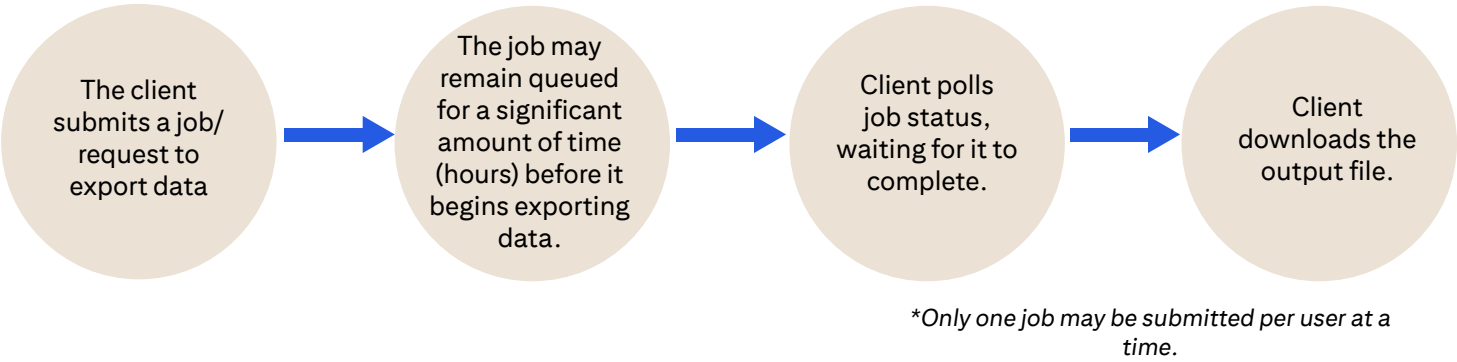 The client
submits a job/
request to
export data
The job may
remain queued
for a significant
amount of time
(hours) before it
begins exporting
data.
Client polls
job status,
waiting for it to
complete.
Client
downloads the
output file.
*Only one job may be submitted per user at a
time.